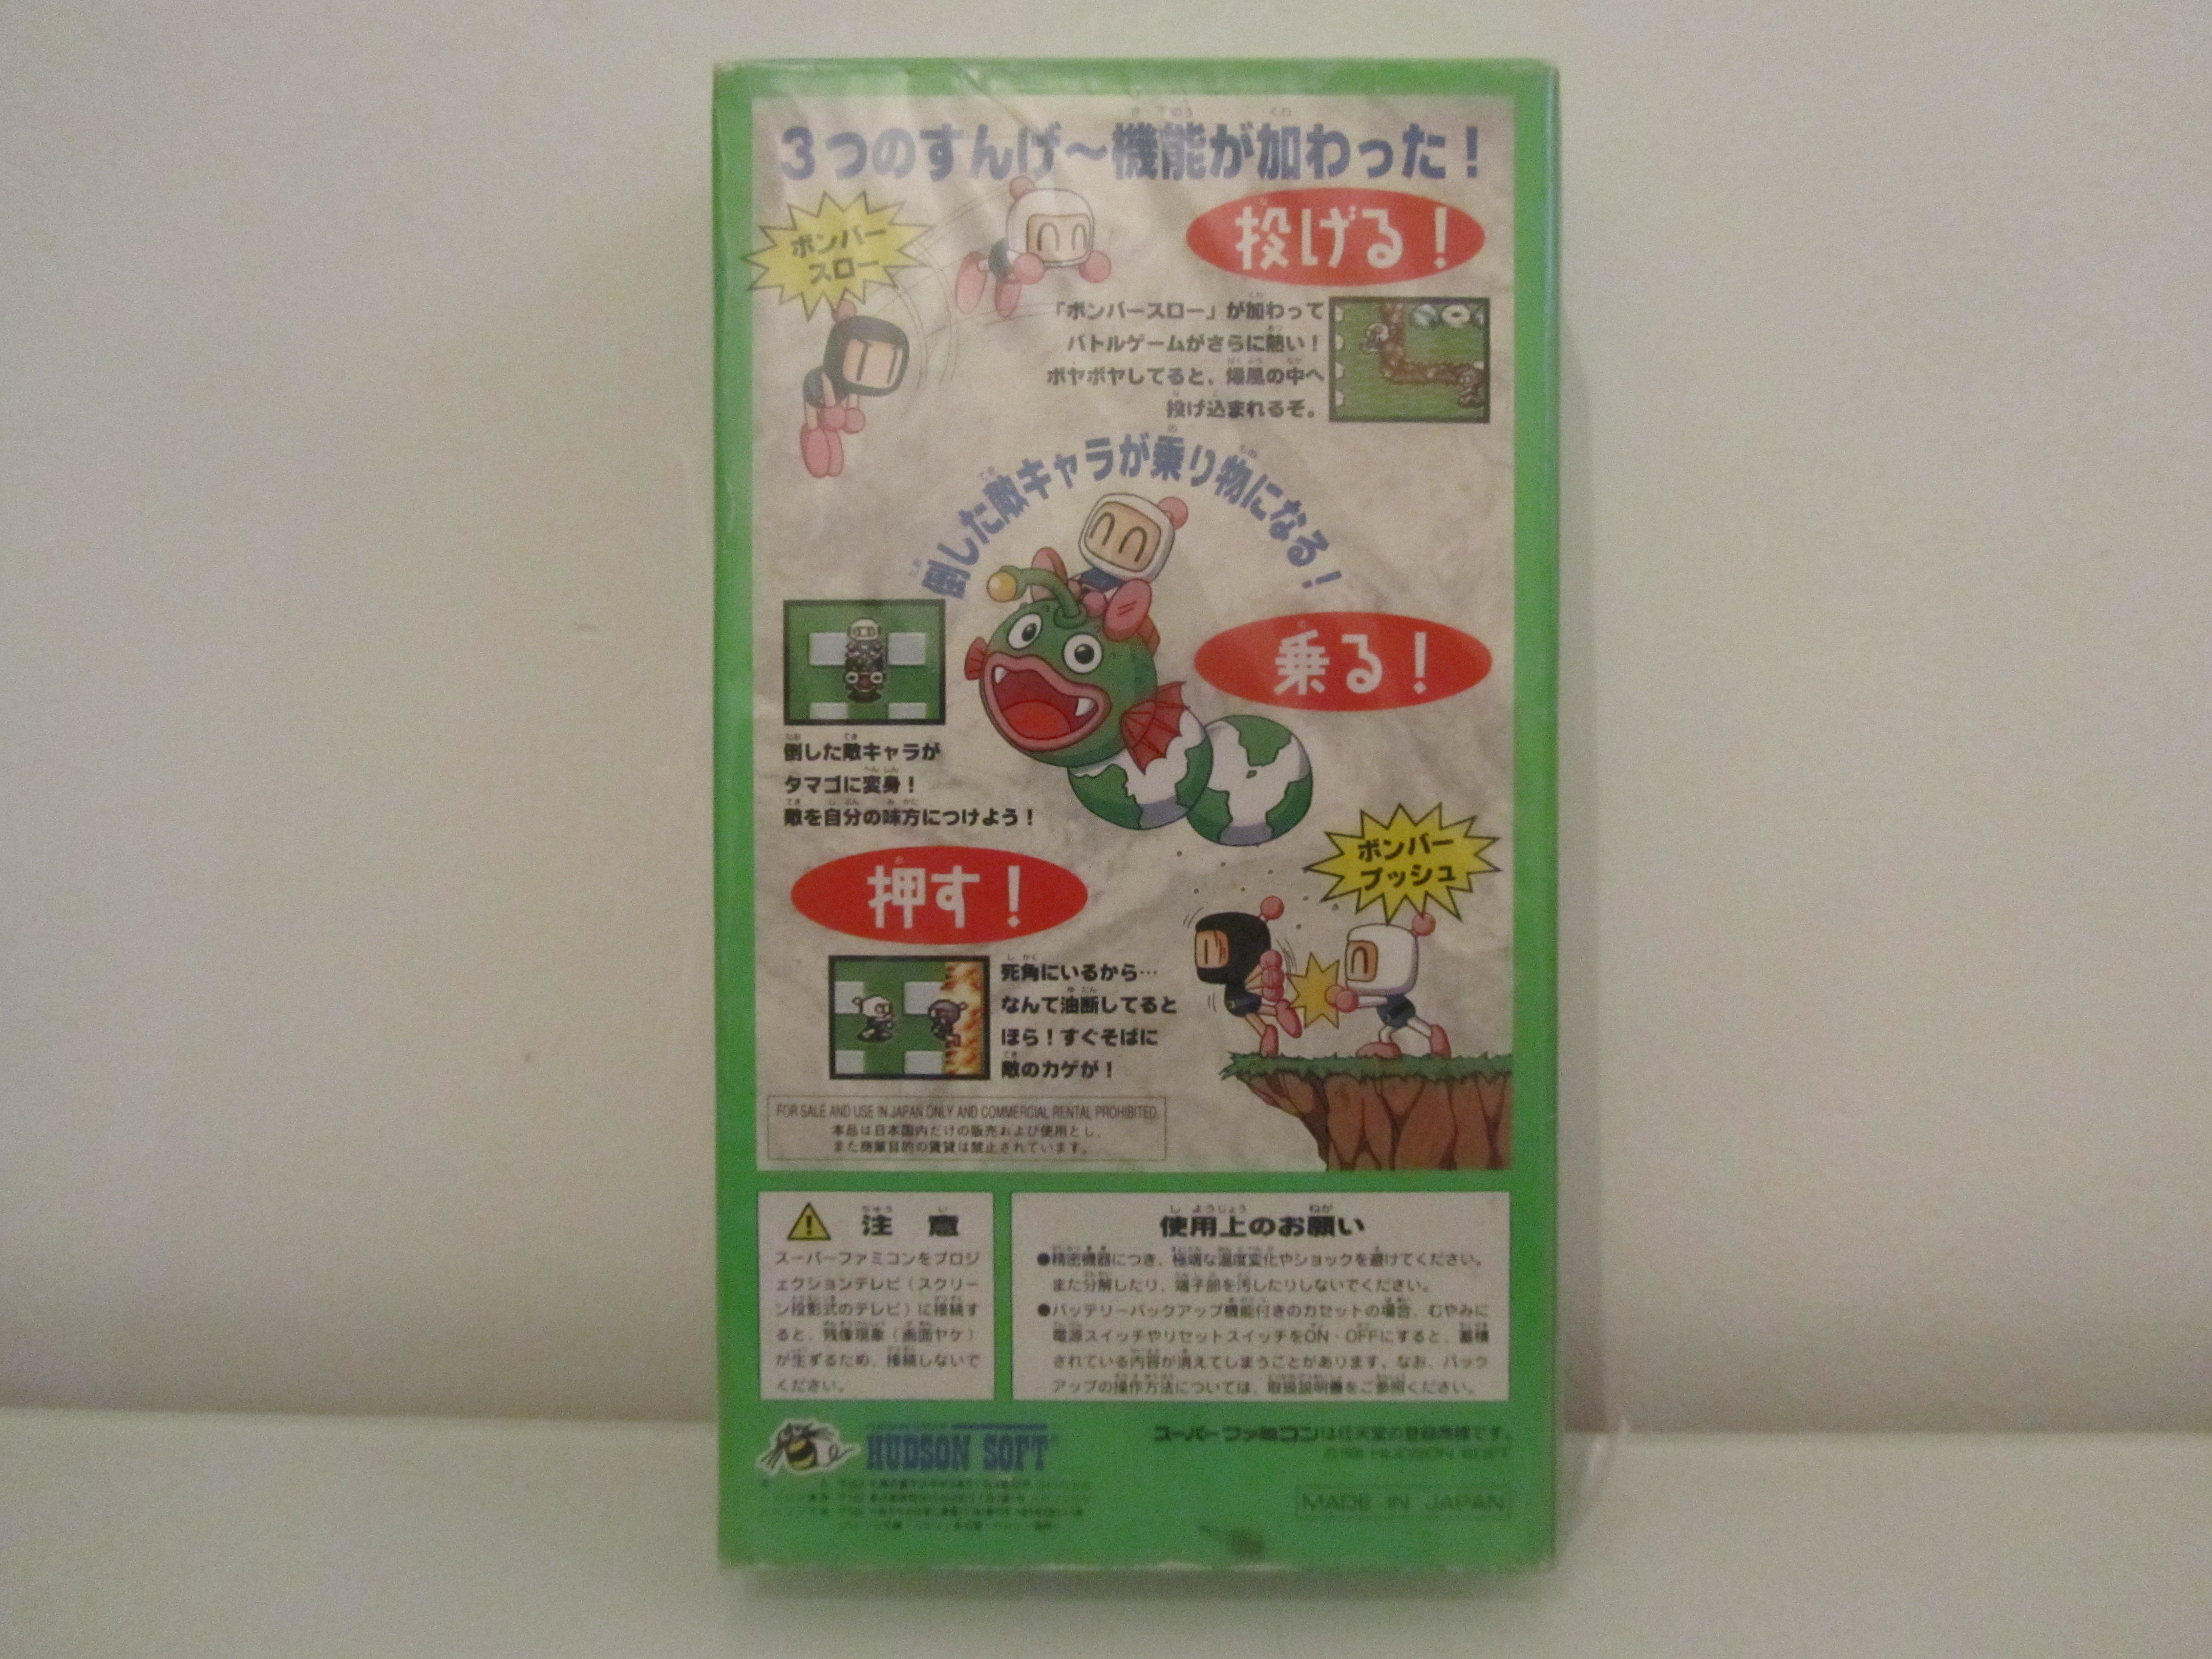 3つのすんげ〜機能が加わった！
ボンバー
スロー
投げる！
「ボンバースロー」が加わって
バトルゲームがさらに熱い！
ボヤボヤしてると、爆風の中へ
投げ込まれるぞ。
倒した敵キャラが乗り物になる！
乗る！
倒した敵キャラが
タマゴに変身！
敵を自分の味方につけよう！
ボンバー
プッシュ
押す！
死角にいるから…
なんて油断してると
ほら！すぐそばに
敵のカゲが！
FOR SALE AND USE IN JAPAN ONLY AND COMMERCIAL RENTAL PROHIBITED.
本品は日本国内だけの販売および使用とし、
また商業目的の賃貸は禁止されています。
注意
スーパーファミコンをプロジ
ェクションテレビ（スクリー
ン投影式のテレビ）に接続す
ると、残像現象（画面ヤケ）
が生ずるため、接続しないで
ください。
使用上のお願い
●精密機器につき、極端な温度変化やショックを避けてください。
また分解したり、端子部を汚したりしないでください。
●バッテリーバックアップ機能付きのカセットの場合、むやみに
電源スイッチやリセットスイッチをON・OFFにすると、蓄積
されている内容が消えてしまうことがあります。なお、バック
アップの操作方法については、取扱説明書をご参照ください。
HUDSON SOFT
スーパーファミコンは任天堂の登録商標です。
HUDSON SOFT
MADE IN JAPAN